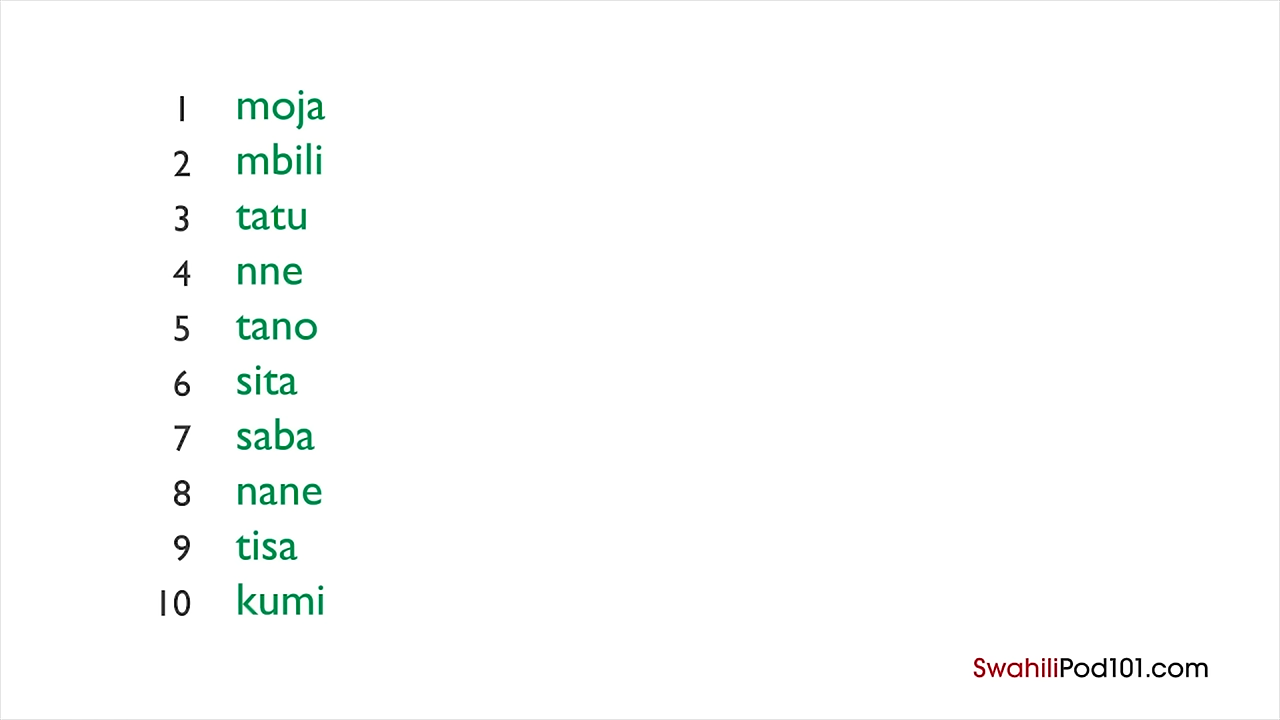 1 moja
2 mbili
3 tatu
4 nne
5 tano
6 sita
7 saba
8 nane
9 tisa
10 kumi
SwahiliPod101.com